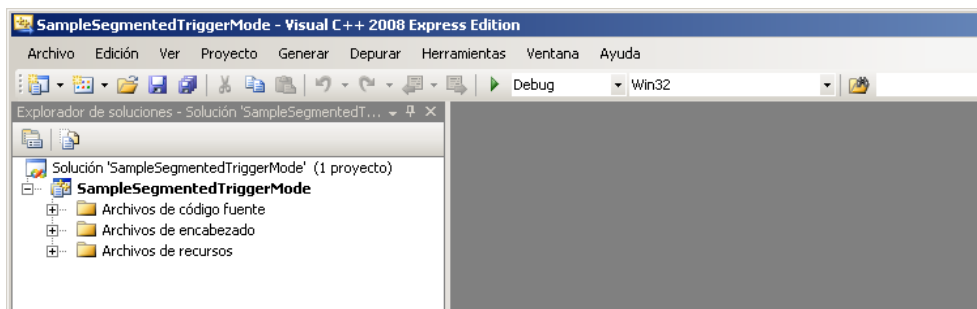 SampleSegmentedTriggerMode - Visual C++ 2008 Express Edition
Archivo Edición Ver Proyecto Generar Depurar Herramientas Ventana Ayuda
Debug Win32
Explorador de soluciones - Solución 'SampleSegmentedT...
Solución 'SampleSegmentedTriggerMode' (1 proyecto)
SampleSegmentedTriggerMode
Archivos de código fuente
Archivos de encabezado
Archivos de recursos